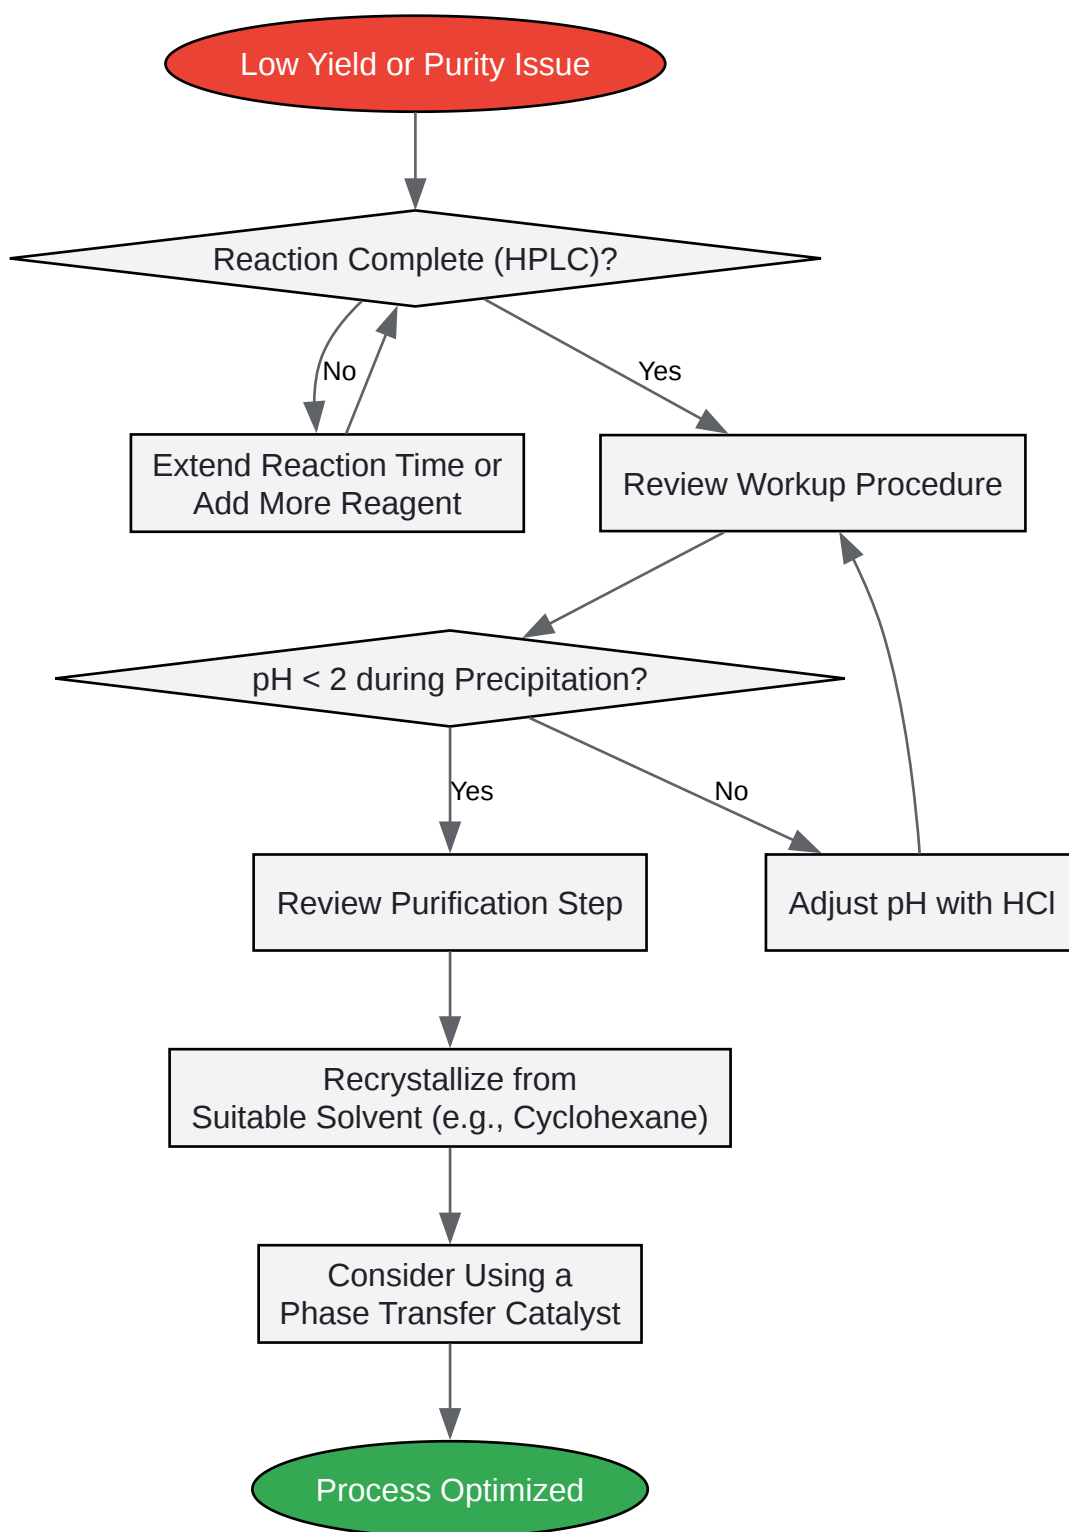 Low Yield or Purity Issue
Reaction Complete (HPLC)?
No
Yes
Extend Reaction Time or
Add More Reagent
Review Workup Procedure
pH < 2 during Precipitation?
Yes
No
Review Purification Step
Adjust pH with HCl
Recrystallize from
Suitable Solvent (e.g., Cyclohexane)
Consider Using a
Phase Transfer Catalyst
Process Optimized